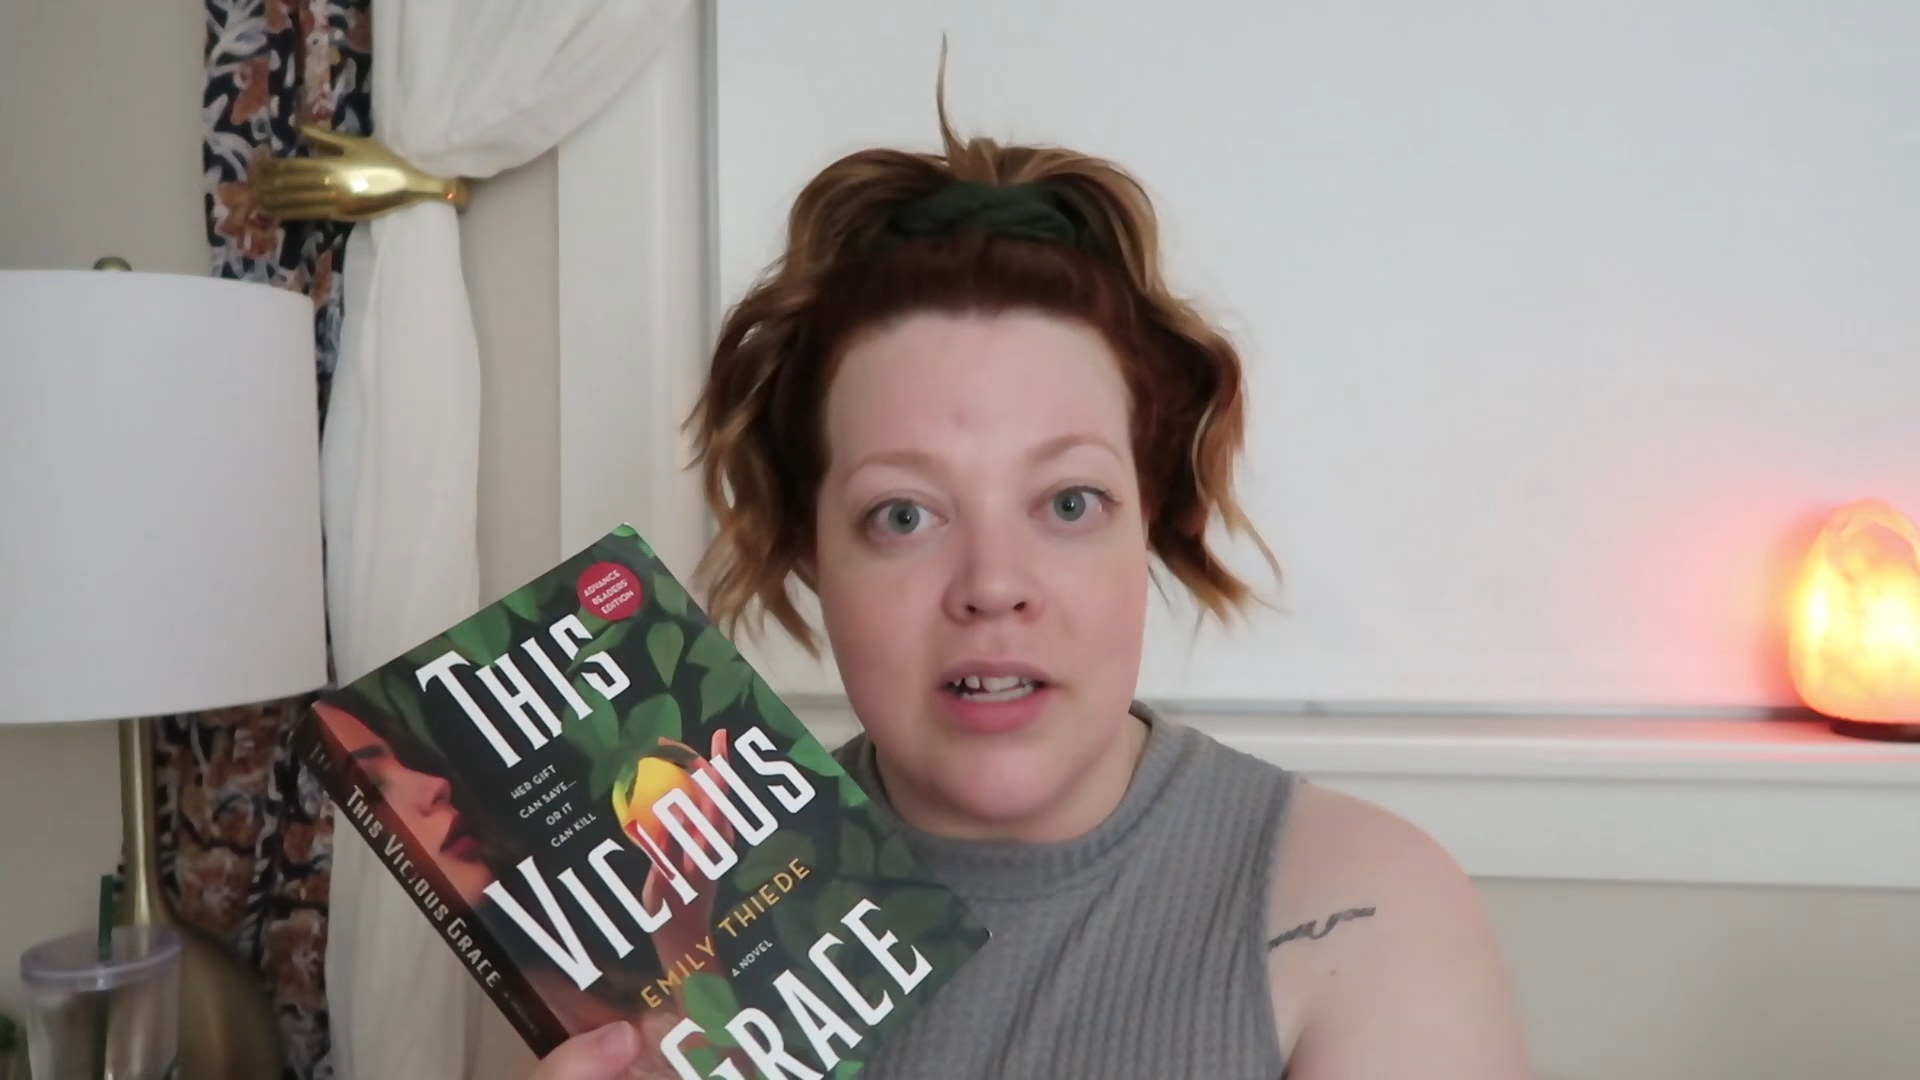 ADVANCE
READERS'
EDITION
THIS
HER GIFT
CAN SAVE...
OR IT
CAN KILL
VICIOUS
EMILY THIEDE
A NOVEL
GRACE
THIS VICIOUS GRACE